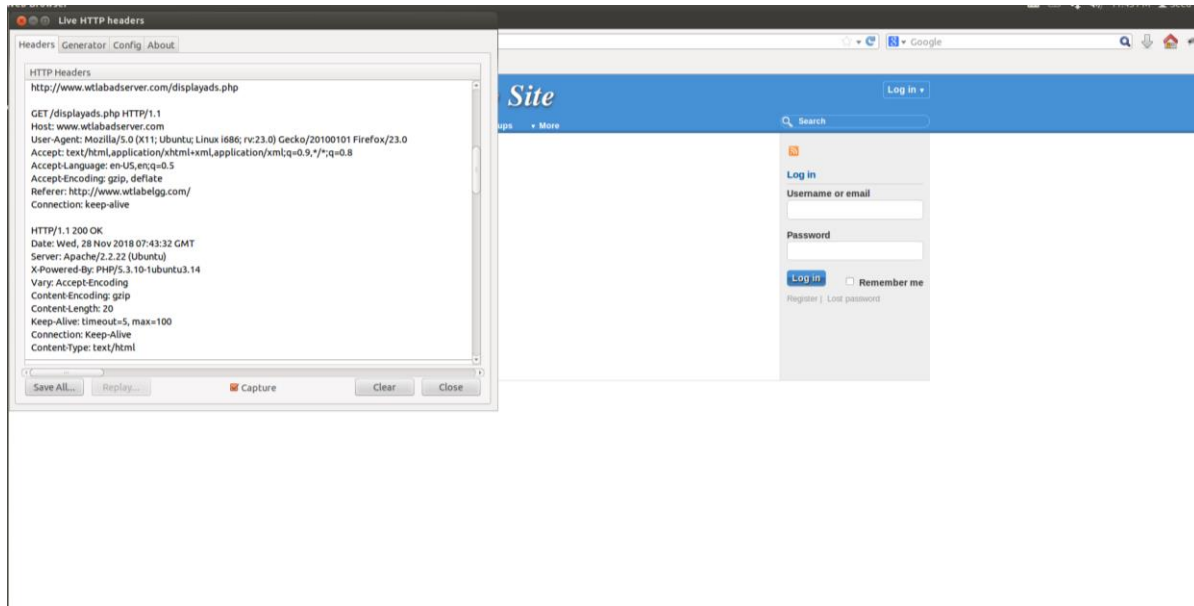 Web Browser
Live HTTP headers
Headers Generator Config About
HTTP Headers
http://www.wtlabadserver.com/displayads.php
GET /displayads.php HTTP/1.1
Host: www.wtlabadserver.com
User-Agent: Mozilla/5.0 (X11; Ubuntu; Linux i686; rv:23.0) Gecko/20100101 Firefox/23.0
Accept: text/html,application/xhtml+xml,application/xml;q=0.9,*/*;q=0.8
Accept-Language: en-US,en;q=0.5
Accept-Encoding: gzip, deflate
Referer: http://www.wtlabelgg.com/
Connection: keep-alive
HTTP/1.1 200 OK
Date: Wed, 28 Nov 2018 07:43:32 GMT
Server: Apache/2.2.22 (Ubuntu)
X-Powered-By: PHP/5.3.10-1ubuntu3.14
Vary: Accept-Encoding
Content-Encoding: gzip
Content-Length: 20
Keep-Alive: timeout=5, max=100
Connection: Keep-Alive
Content-Type: text/html
Save All... Replay... Capture Clear Close
Google
Site
Log in
ups More
Search
Log in
Username or email
Password
Log in Remember me
Register | Lost password